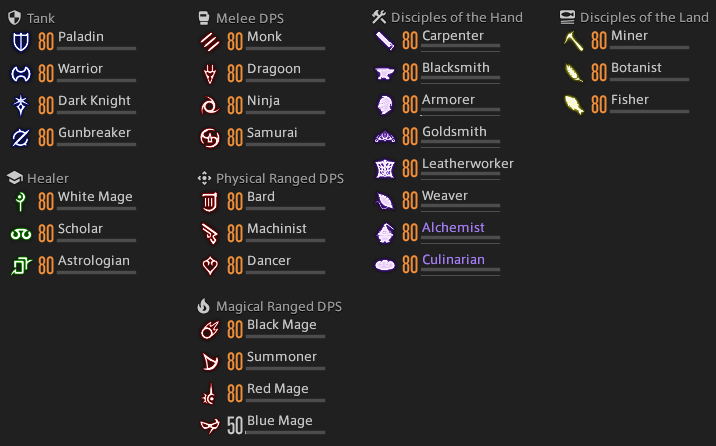 Tank
80 Paladin
80 Warrior
80 Dark Knight
80 Gunbreaker
Healer
80 White Mage
80 Scholar
80 Astrologian
Melee DPS
80 Monk
80 Dragoon
80 Ninja
80 Samurai
Physical Ranged DPS
80 Bard
80 Machinist
80 Dancer
Magical Ranged DPS
80 Black Mage
80 Summoner
80 Red Mage
50 Blue Mage
Disciples of the Hand
80 Carpenter
80 Blacksmith
80 Armorer
80 Goldsmith
80 Leatherworker
80 Weaver
80 Alchemist
80 Culinarian
Disciples of the Land
80 Miner
80 Botanist
80 Fisher